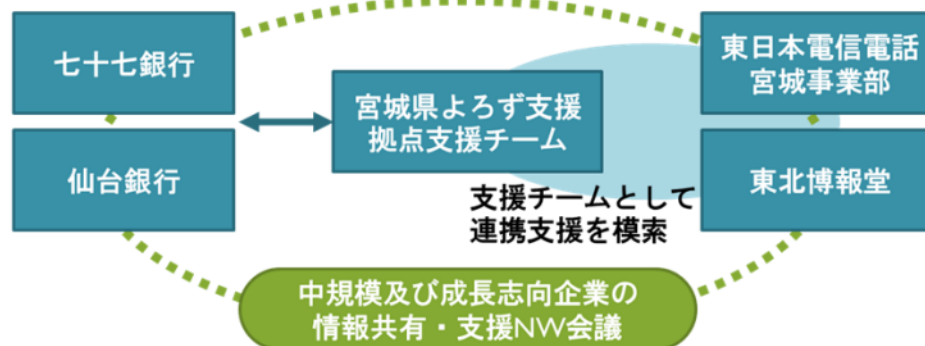 七十七銀行
仙台銀行
宮城県よろず支援
拠点支援チーム
東日本電信電話
宮城事業部
東北博報堂
支援チームとして
連携支援を模索
中規模及び成長志向企業の
情報共有・支援NW会議